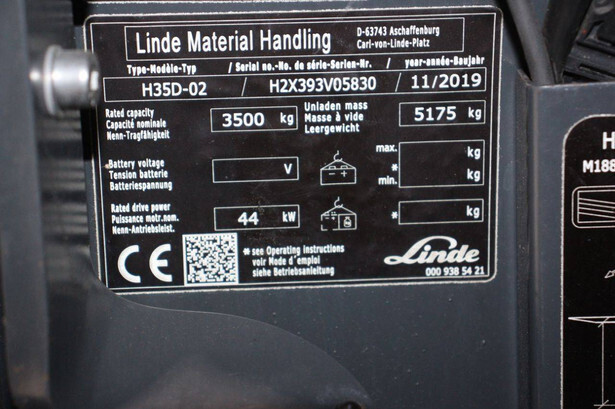 Linde Material Handling D-63743 Aschaffenburg
Carl-von-Linde-Platz
Type-Modèle-Typ / Serial no.-No. de série-Serien-Nr. / year-année-Baujahr
H35D-02 / H2X393V05830 / 11/2019
Rated capacity
Capacité nominale
Nenn-Tragfähigkeit
3500 kg
Unladen mass
Masse à vide
Leergewicht
5175 kg
Battery voltage
Tension batterie
Batteriespannung
V
max. kg
*
min. kg
Rated drive power
Puissance motr.nom.
Nenn-Antriebsleist.
44 kW
* kg
CE
* see Operating instructions
voir Mode d'emploi
siehe Betriebsanleitung
Linde
000 938 54 21
H
M188